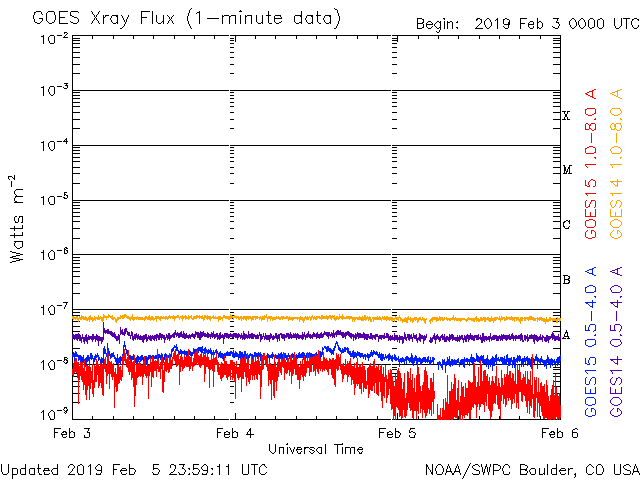 GOES Xray Flux (1-minute data)
Begin: 2019 Feb 3 0000 UTC
10⁻²
10⁻³
10⁻⁴
10⁻⁵
10⁻⁶
10⁻⁷
10⁻⁸
10⁻⁹
Watts m⁻²
X
M
C
B
A
GOES15 1.0-8.0 A
GOES14 1.0-8.0 A
GOES15 0.5-4.0 A
GOES14 0.5-4.0 A
Feb 3 Feb 4 Feb 5 Feb 6
Universal Time
Updated 2019 Feb 5 23:59:11 UTC
NOAA/SWPC Boulder, CO USA